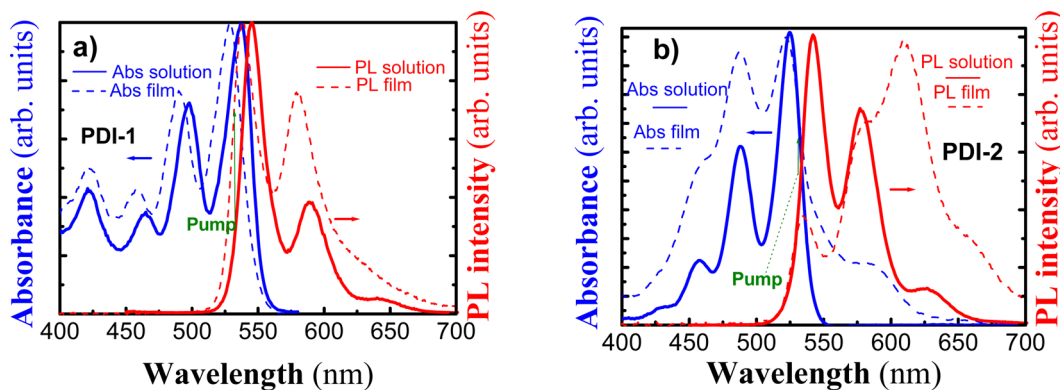 a)
Abs solution
Abs film
PL solution
PL film
PDI-1
Pump
Absorbance (arb. units)
PL intensity (arb. units)
400 450 500 550 600 650 700
Wavelength (nm)
b)
Abs solution
Abs film
PL solution
PL film
PDI-2
Pump
Absorbance (arb. units)
PL intensity (arb. units)
400 450 500 550 600 650 700
Wavelength (nm)